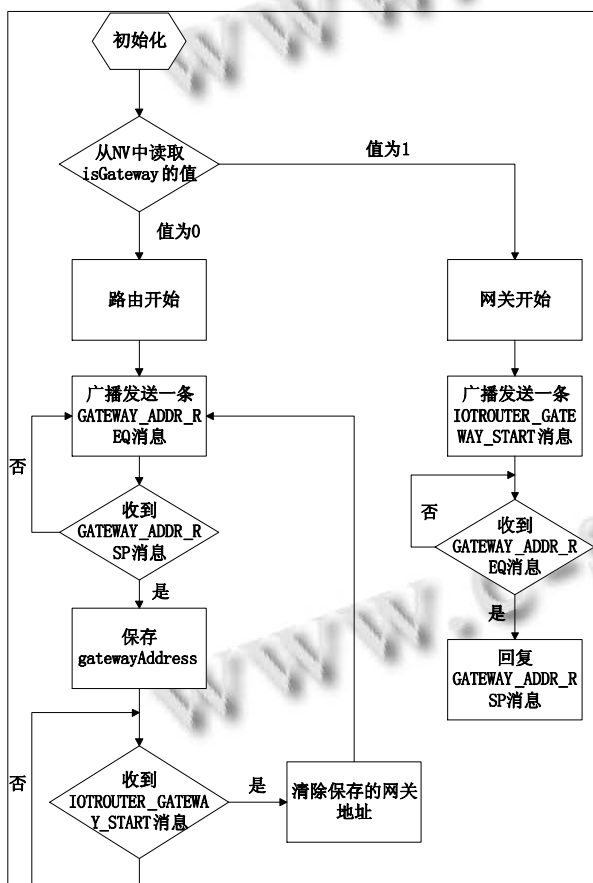 初始化
从NV中读取
isGateway的值
值为1
值为0
路由开始
网关开始
广播发送一条
GATEWAY_ADDR_R
EQ消息
广播发送一条
IOTROUTER_GATE
WAY_START消息
否
收到
GATEWAY_ADDR_R
SP消息
否
收到
GATEWAY_ADDR_R
EQ消息
是
是
保存
gatewayAddress
回复
GATEWAY_ADDR_R
SP消息
否
收到
IOTROUTER_GATEWA
Y_START消息
是
清除保存的网关
地址
www
www.c-